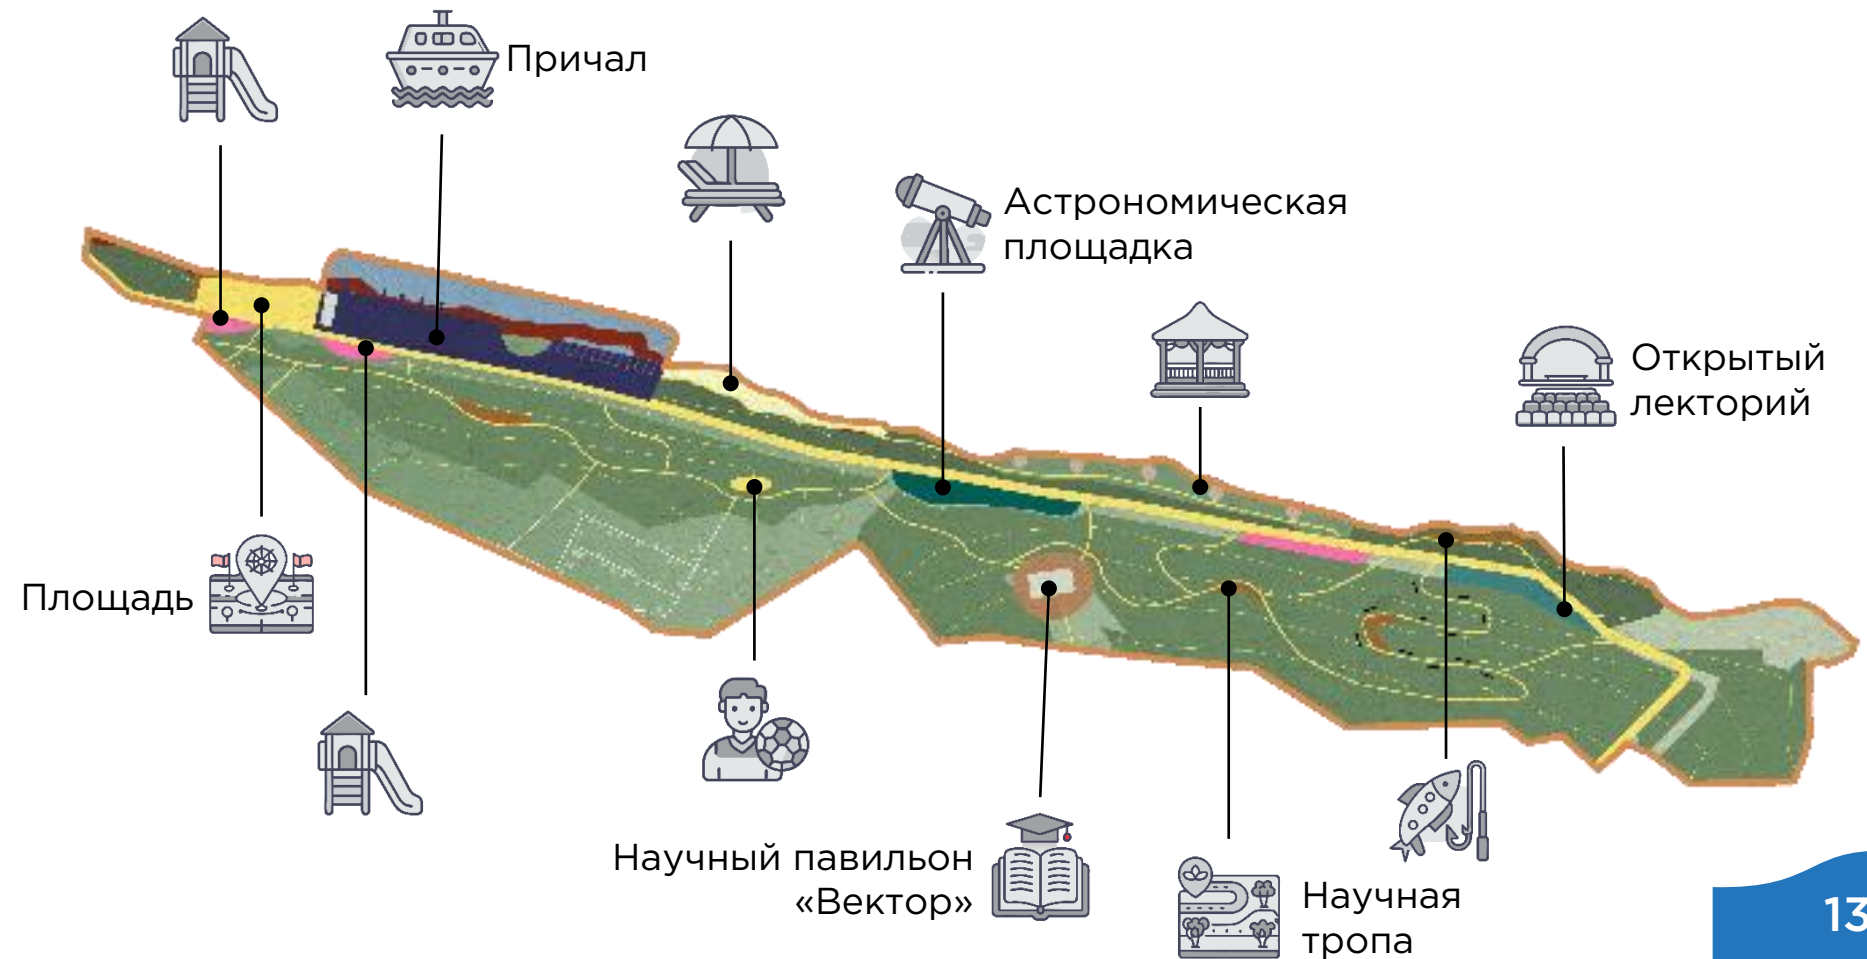 Причал
Астрономическая
площадка
Открытый
лекторий
Площадь
Научный павильон
«Вектор»
Научная
тропа
13